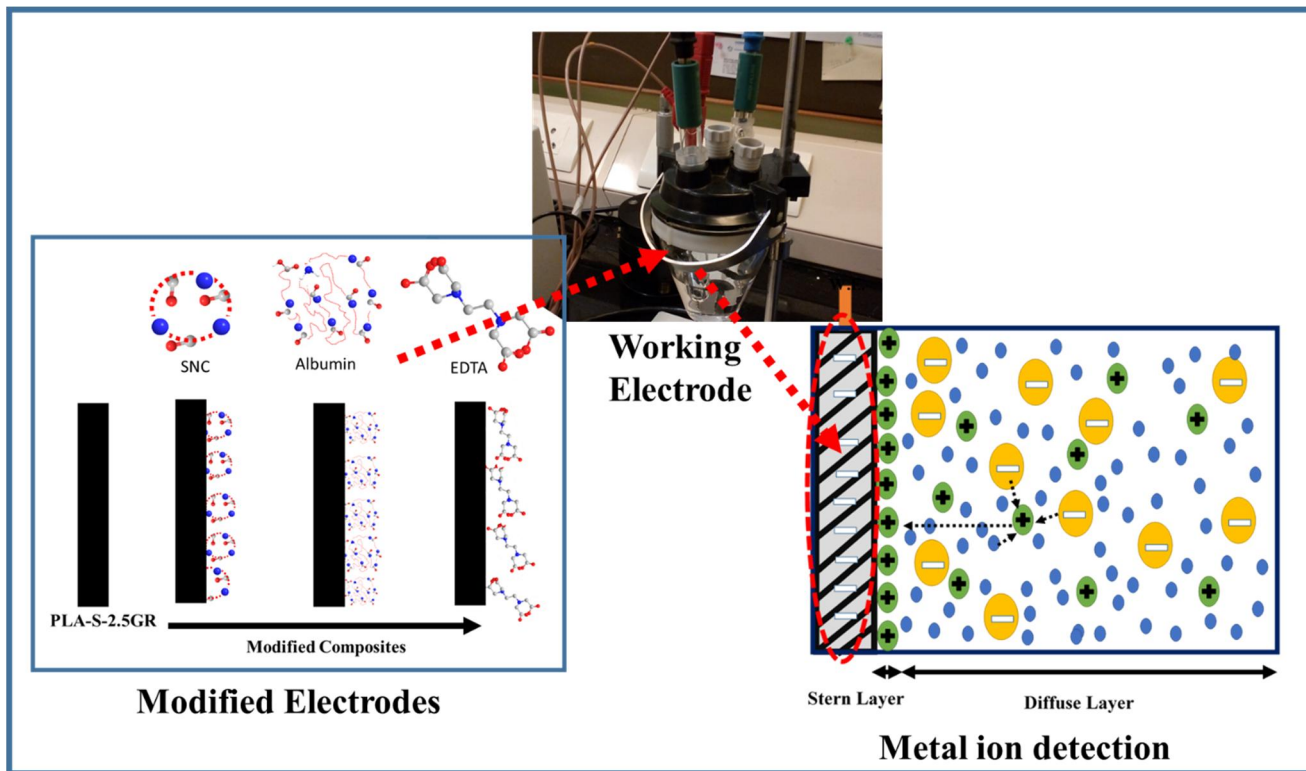 SNC
Albumin
EDTA
PLA-S-2.5GR
Modified Composites
Modified Electrodes
Working
Electrode
Stern Layer
Diffuse Layer
Metal ion detection